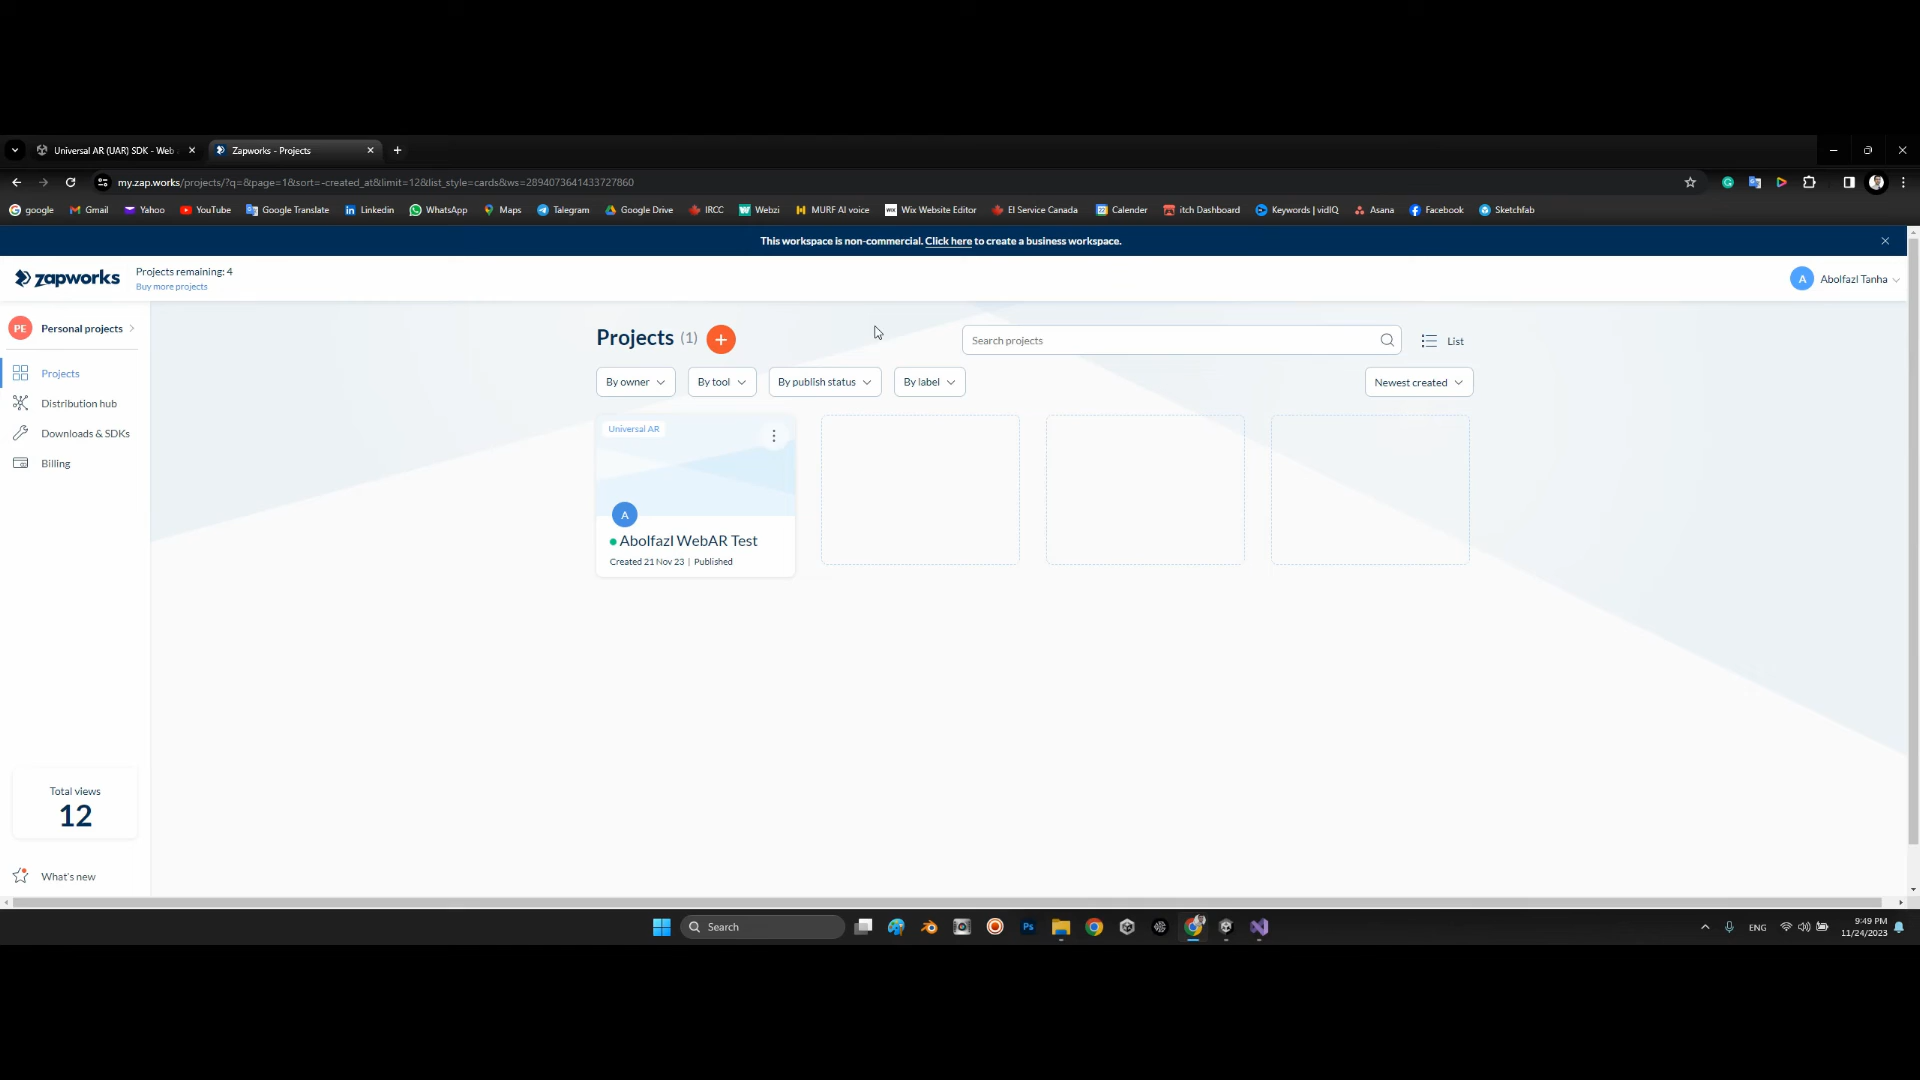 Universal AR (UAR) SDK - Web
Zapworks - Projects
my.zap.works/projects/?q=&page=1&sort=-created_at&limit=12&list_style=cards&ws=2894073641433727860
google Gmail Yahoo YouTube Google Translate Linkedin WhatsApp Maps Talegram Google Drive IRCC Webzi MURF AI voice Wix Website Editor EI Service Canada Calender itch Dashboard Keywords | vidIQ Asana Facebook Sketchfab
This workspace is non-commercial. Click here to create a business workspace.
zapworks
Projects remaining: 4
Buy more projects
A Abolfazl Tanha
PE Personal projects
Projects
Distribution hub
Downloads & SDKs
Billing
Total views
12
What's new
Projects (1) +
Search projects
List
By owner By tool By publish status By label
Newest created
Universal AR
A
Abolfazl WebAR Test
Created 21 Nov 23 | Published
Search
Ps
ENG
9:49 PM
11/24/2023